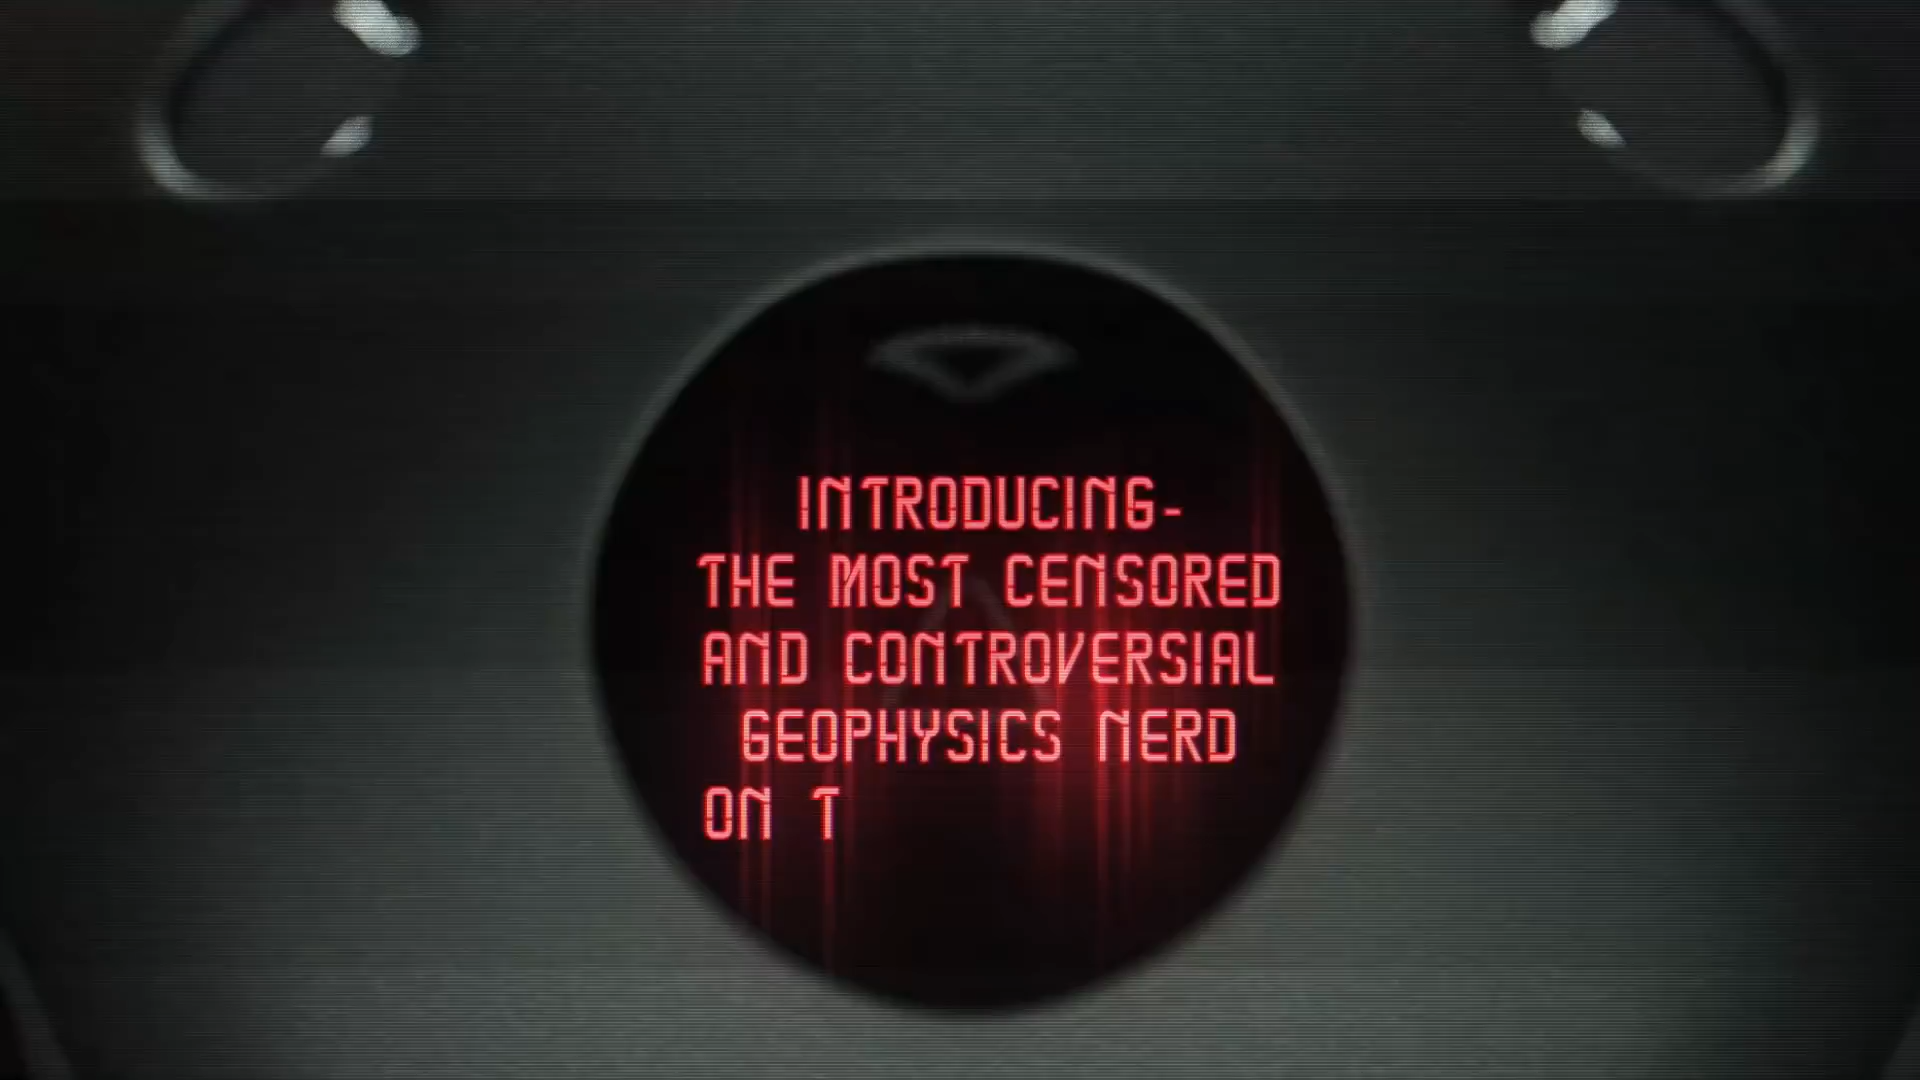 INTRODUCING-
THE MOST CENSORED
AND CONTROVERSIAL
GEOPHYSICS NERD
ON T